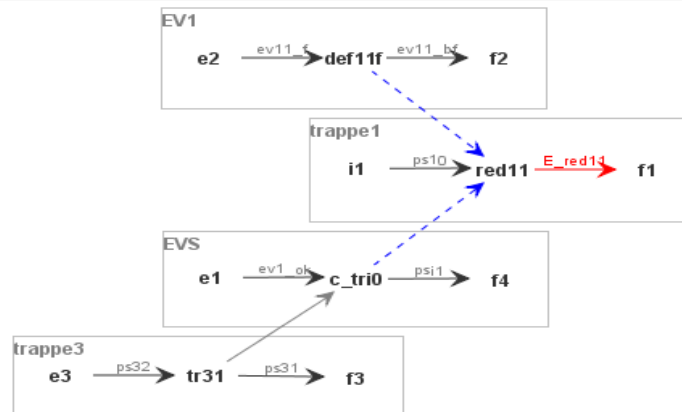 EV1
e2 ev11_f def11f ev11_bf f2
trappe1
i1 ps10 red11 E_red11 f1
EVS
e1 ev1_ok c_tri0 psi1 f4
trappe3
e3 ps32 tr31 ps31 f3